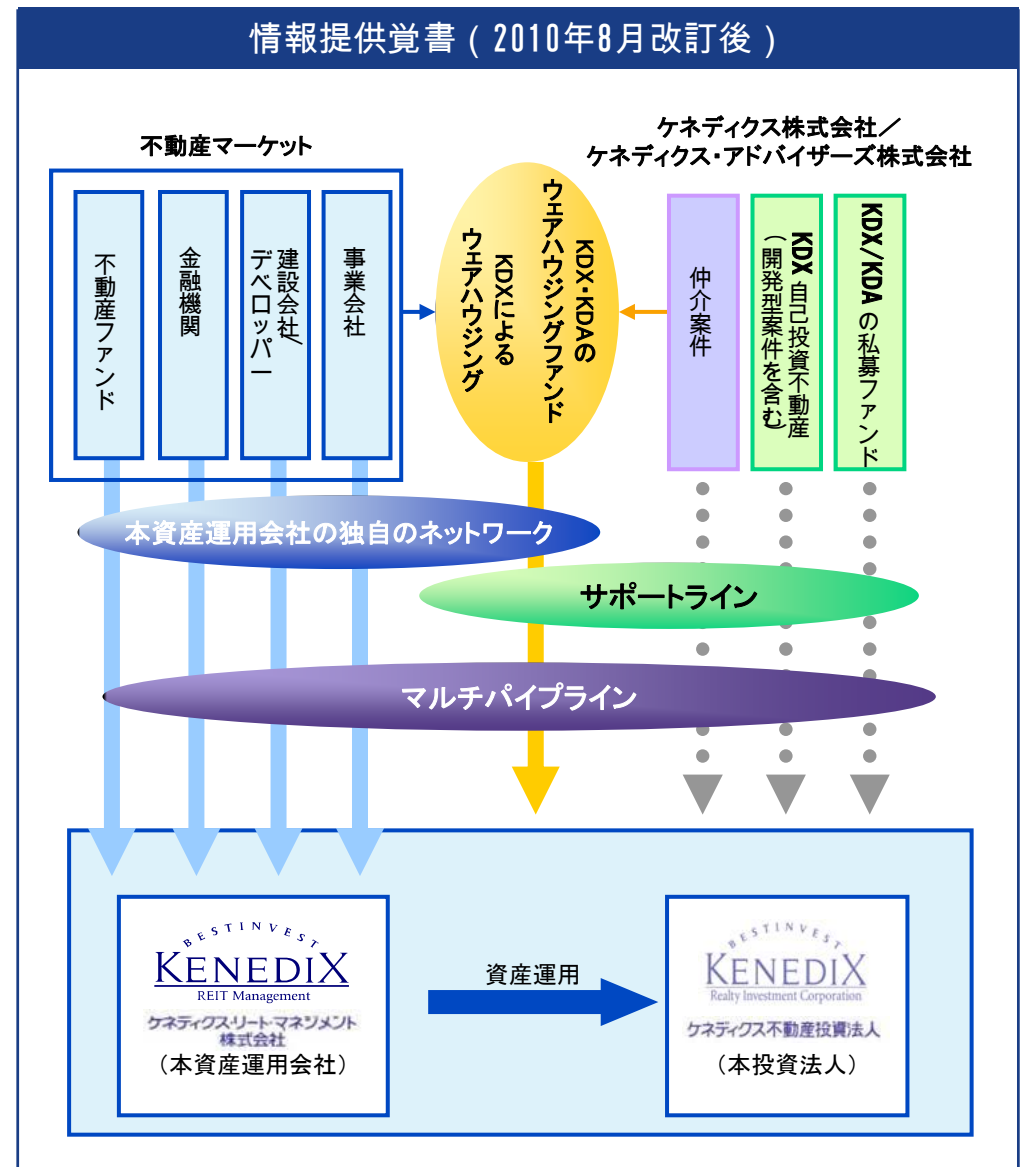 情報提供覚書（2010年8月改訂後）
不動産マーケット
ケネディクス株式会社／
ケネディクス・アドバイザーズ株式会社
不動産ファンド
金融機関
建設会社/
デベロッパー
事業会社
KDX・KDAの
ウェアハウジングファンド
KDXによる
ウェアハウジング
仲介案件
KDX 自己投資不動産
（開発型案件を含む）
KDX/KDA の私募ファンド
本資産運用会社の独自のネットワーク
サポートライン
マルチパイプライン
BESTINVEST
KENEDIX
REIT Management
ケネディクス・リート・マネジメント
株式会社
（本資産運用会社）
資産運用
BESTINVEST
KENEDIX
Realty Investment Corporation
ケネディクス不動産投資法人
（本投資法人）